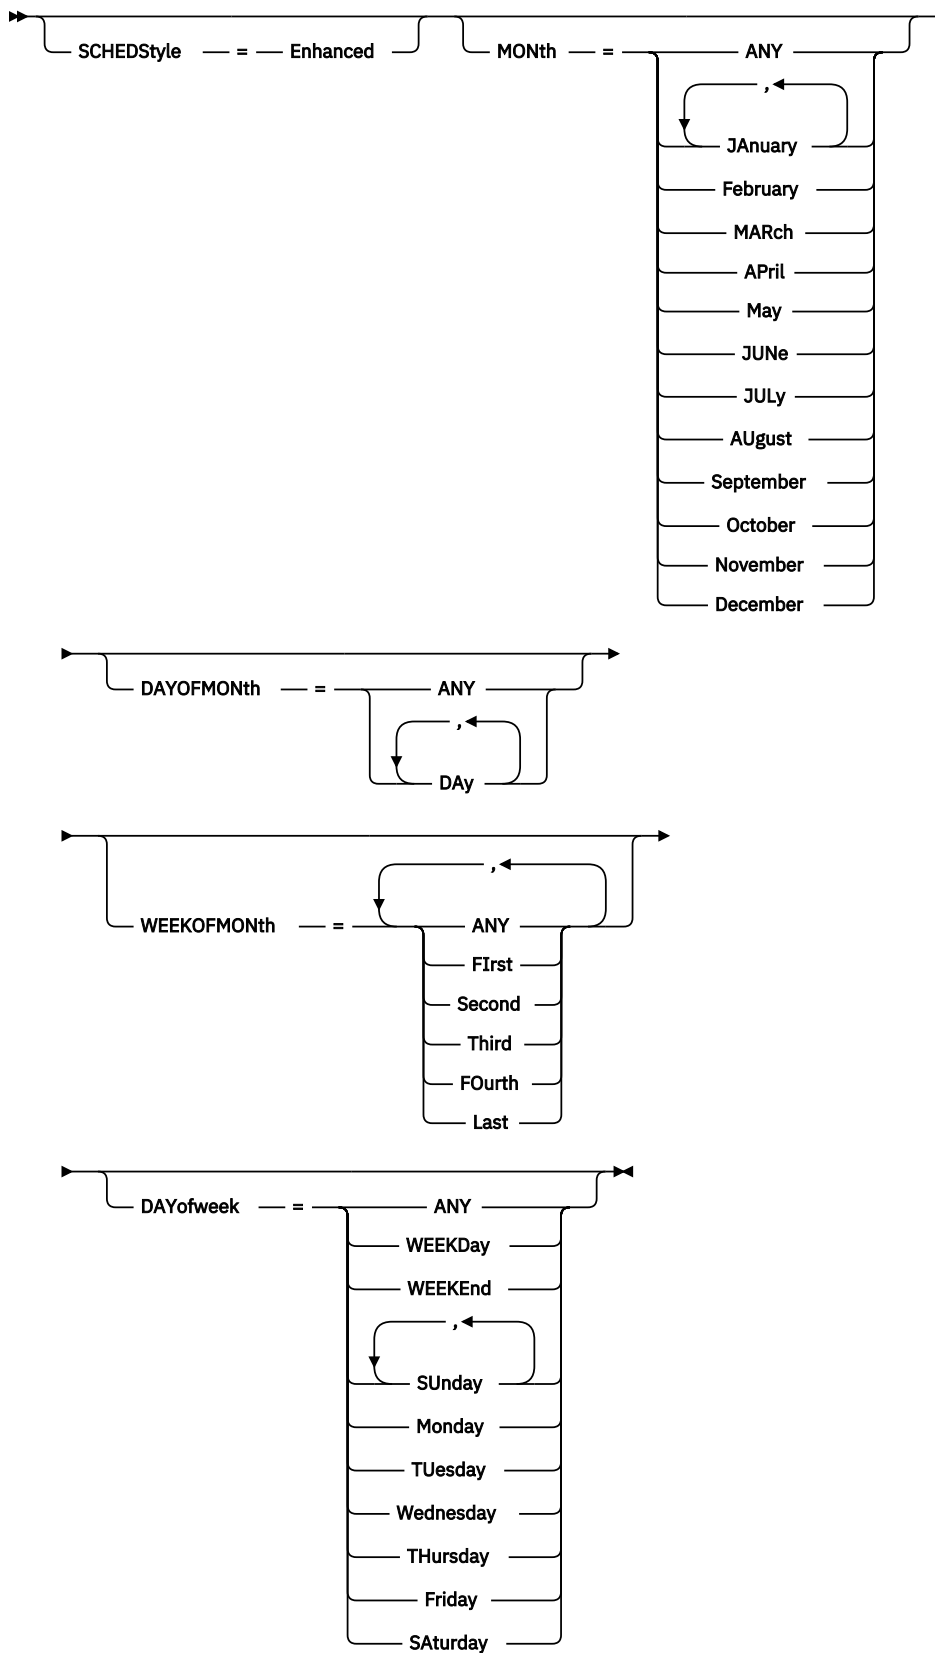 SCHEDStyle = Enhanced MONth = ANY
,
JAnuary
February
MARch
APril
May
JUNe
JULy
AUgust
September
October
November
December
DAYOFMONth = ANY
,
DAy
,
WEEKOFMONth = ANY
FIrst
Second
Third
FOurth
Last
DAYofweek = ANY
WEEKDay
WEEKEnd
,
SUnday
Monday
TUesday
Wednesday
THursday
Friday
SAturday